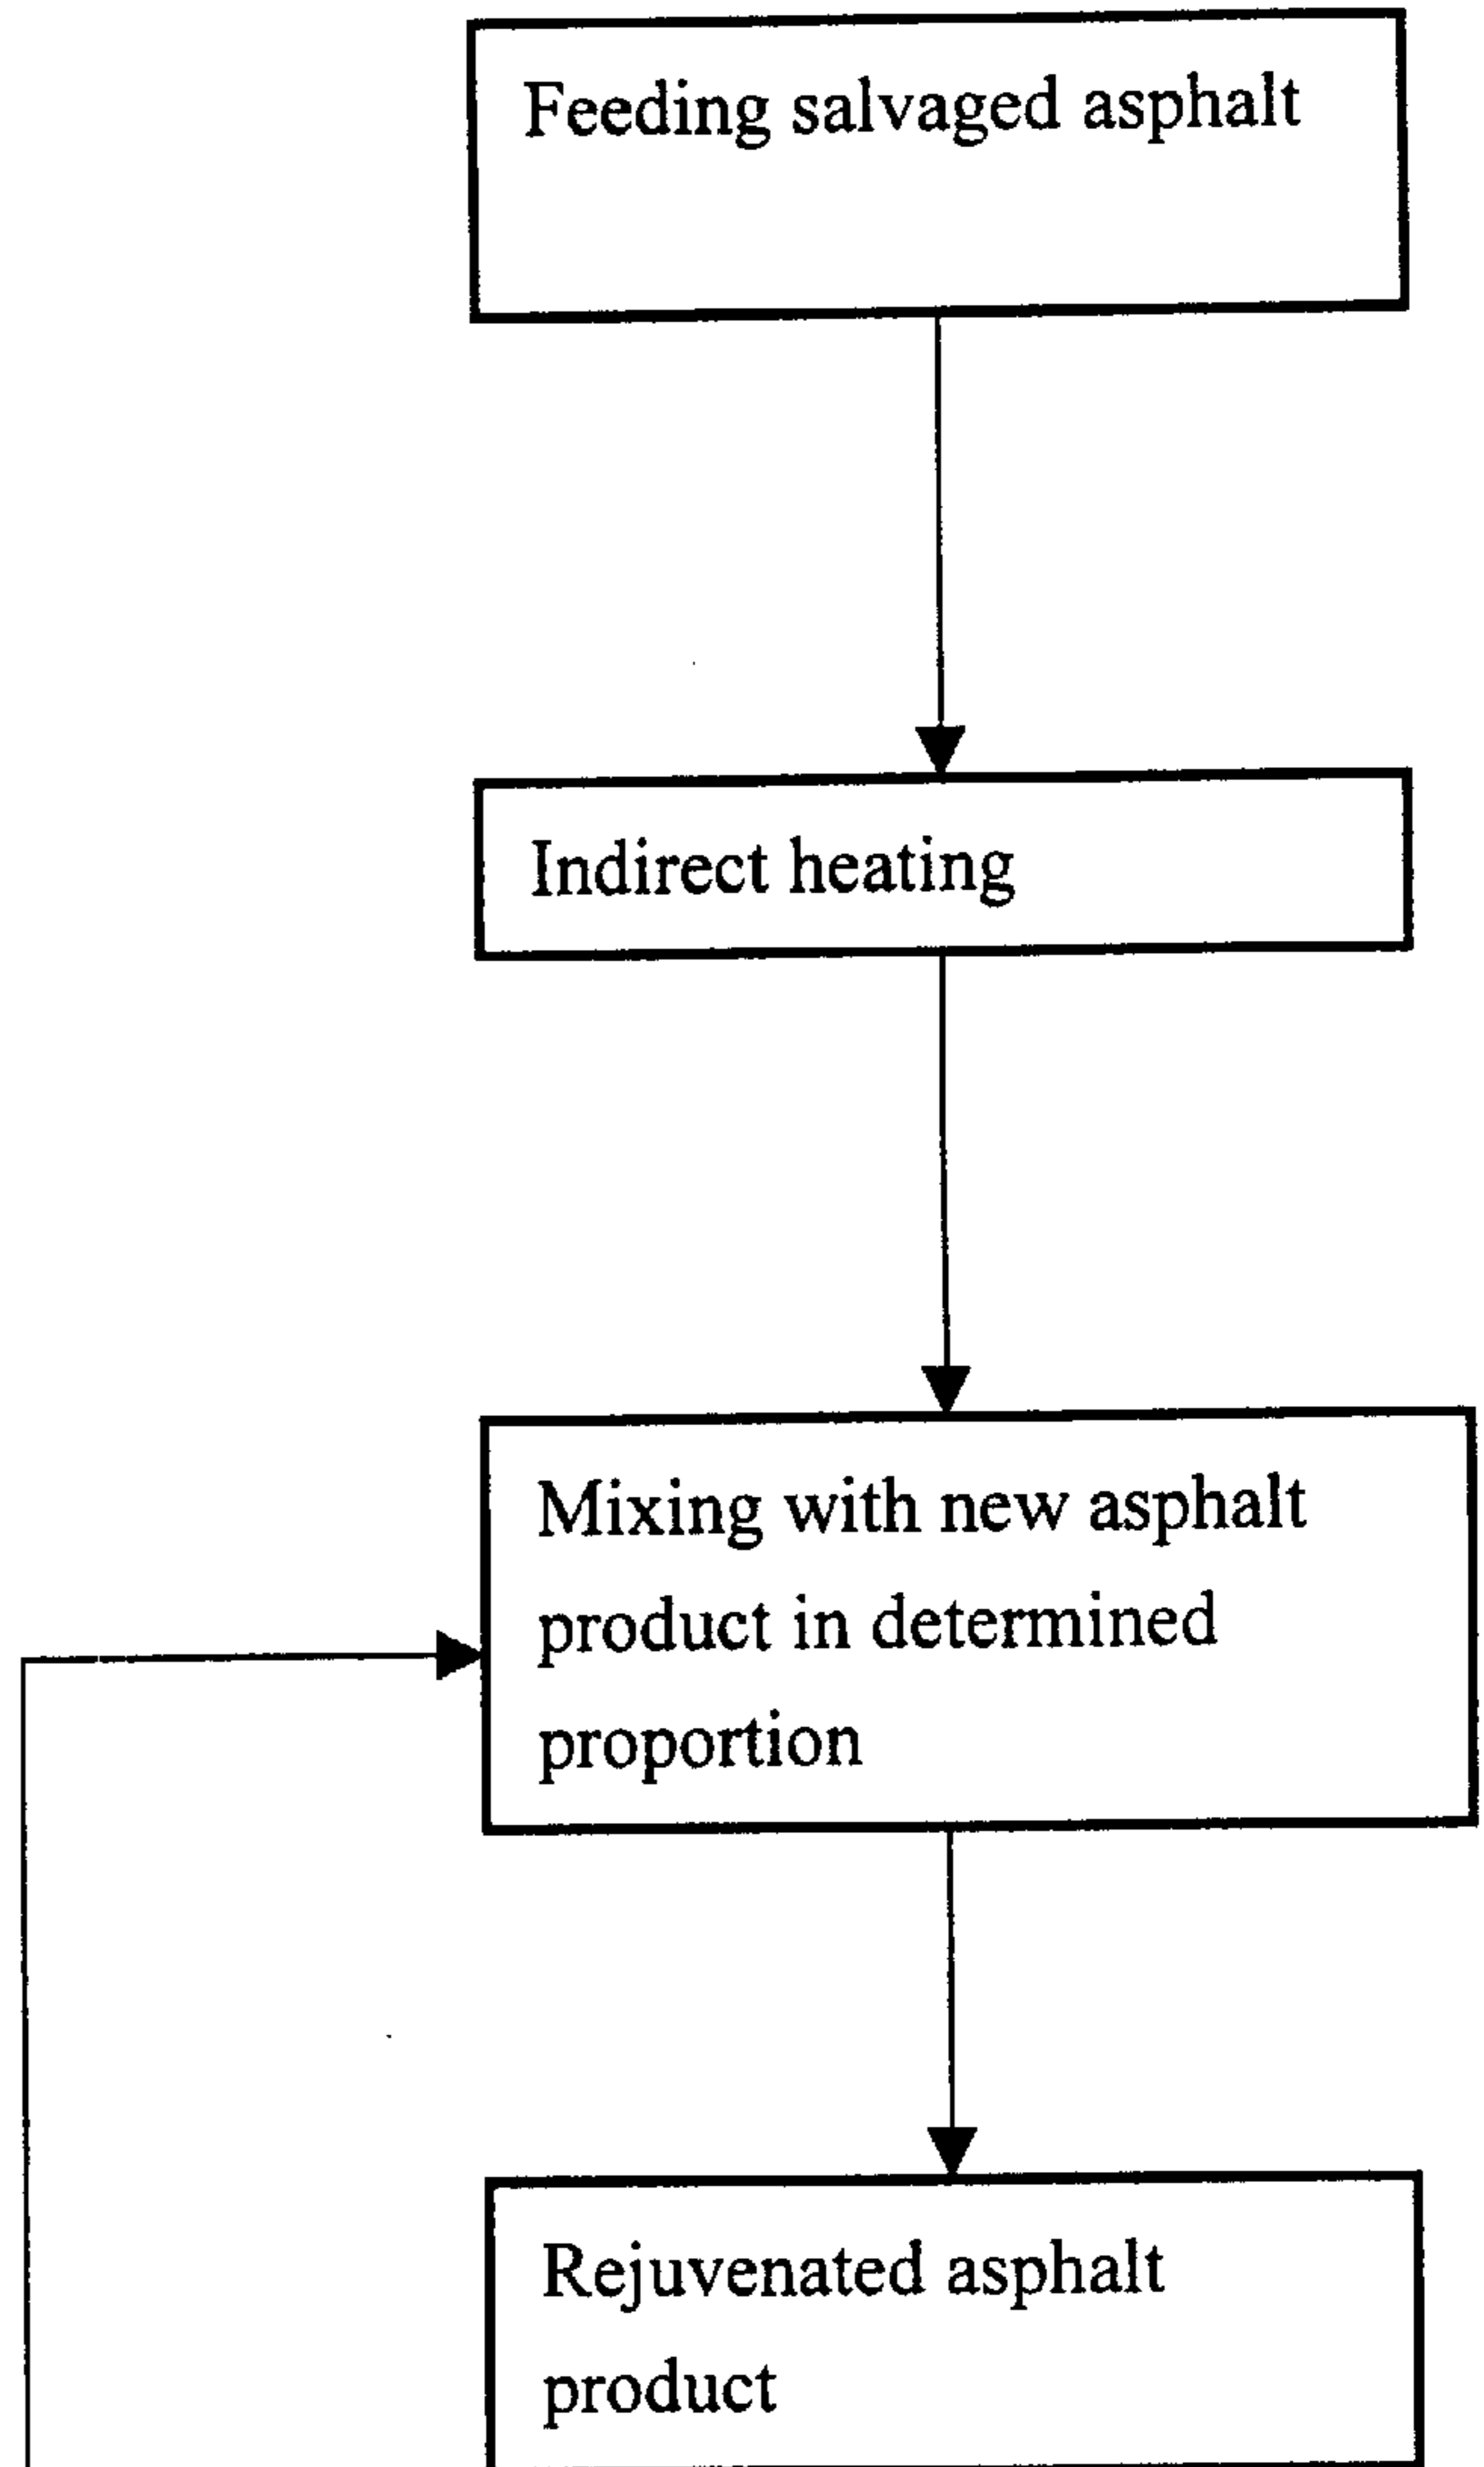 Feeding salvaged asphalt
Indirect heating
Mixing with new asphalt
product in determined
proportion
Rejuvenated asphalt
product